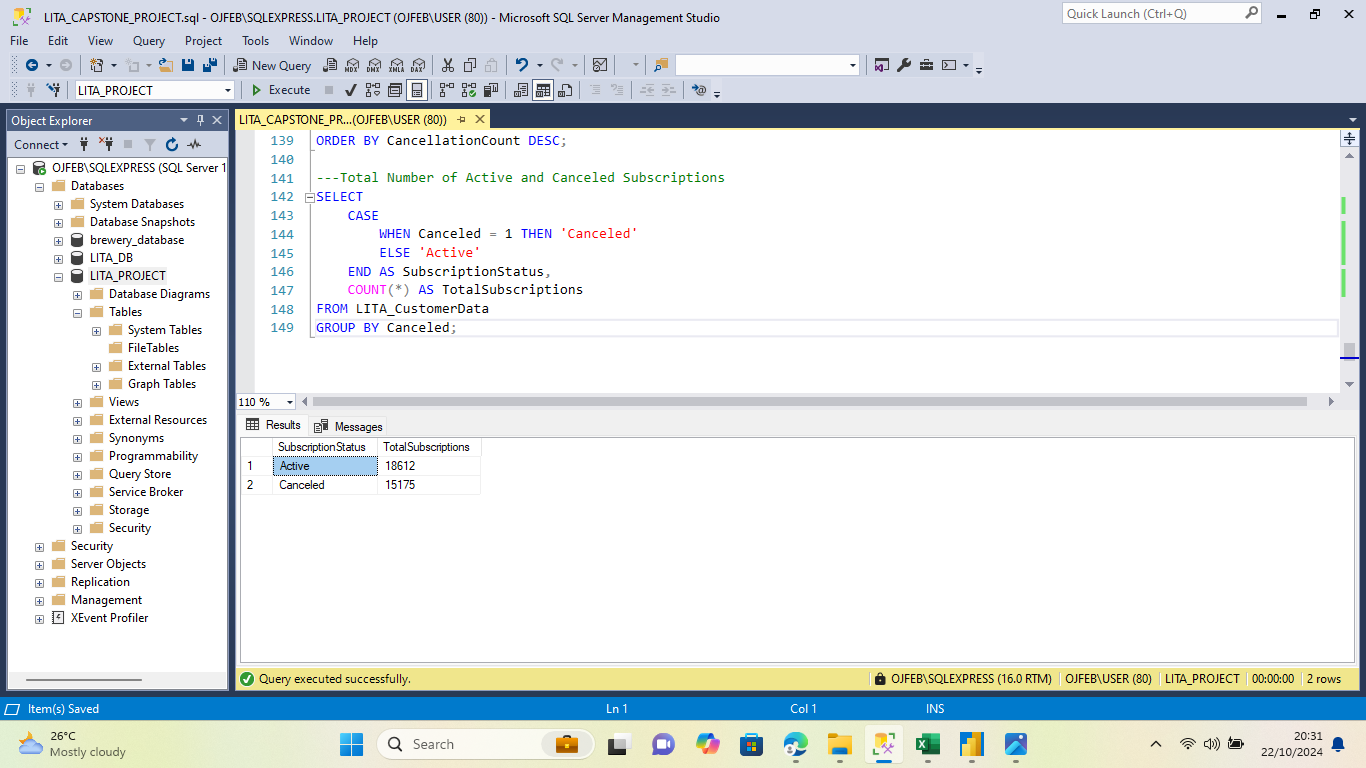 LITA_CAPSTONE_PROJECT.sql - OJFEB\SQLEXPRESS.LITA_PROJECT (OJFEB\USER (80)) - Microsoft SQL Server Management Studio
Quick Launch (Ctrl+Q)
File Edit View Query Project Tools Window Help
New Query MDX DMX XMLA DAX
LITA_PROJECT Execute
Object Explorer
LITA_CAPSTONE_PR...(OJFEB\USER (80))
Connect
OJFEB\SQLEXPRESS (SQL Server 1
Databases
System Databases
Database Snapshots
brewery_database
LITA_DB
LITA_PROJECT
Database Diagrams
Tables
System Tables
FileTables
External Tables
Graph Tables
Views
External Resources
Synonyms
Programmability
Query Store
Service Broker
Storage
Security
Security
Server Objects
Replication
Management
XEvent Profiler
139 ORDER BY CancellationCount DESC;
140
141 ---Total Number of Active and Canceled Subscriptions
142 SELECT
143 CASE
144 WHEN Canceled = 1 THEN 'Canceled'
145 ELSE 'Active'
146 END AS SubscriptionStatus,
147 COUNT(*) AS TotalSubscriptions
148 FROM LITA_CustomerData
149 GROUP BY Canceled;
110 %
Results Messages
SubscriptionStatus TotalSubscriptions
1 Active 18612
2 Canceled 15175
Query executed successfully.
OJFEB\SQLEXPRESS (16.0 RTM) OJFEB\USER (80) LITA_PROJECT 00:00:00 2 rows
Item(s) Saved Ln 1 Col 1 INS
26°C
Mostly cloudy
Search
20:31
22/10/2024